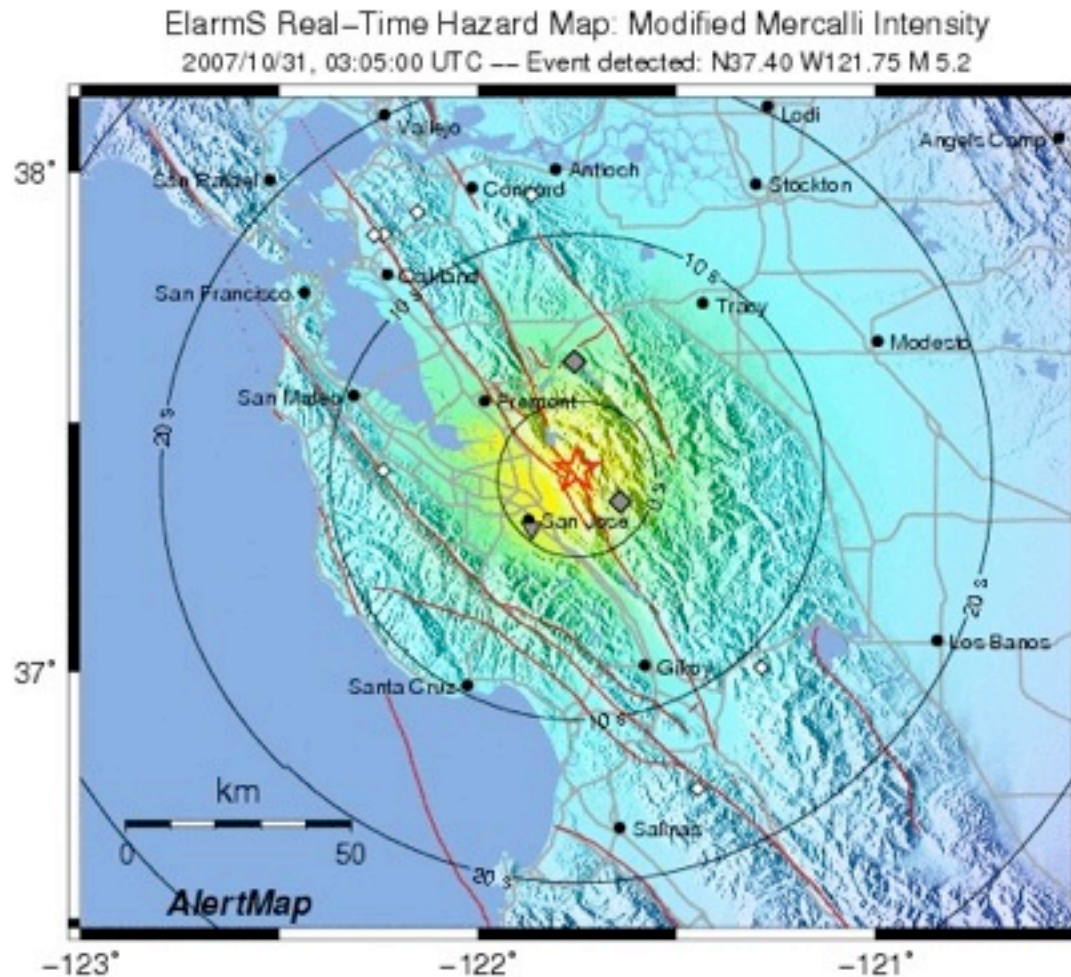 ElarmS Real-Time Hazard Map: Modified Mercalli Intensity
2007/10/31, 03:05:00 UTC -- Event detected: N37.40 W121.75 M 5.2
Lodi
Vallejo
Angels Camp
38°
Antioch
San Rafael
Concord
Stockton
10 s
Oakland
San Francisco
10 s
Tracy
Modesto
San Mateo
Fremont
20 s
0 s
San Jose
20 s
Los Banos
37°
Gilroy
Santa Cruz
10 s
km
0 50
Salinas
20 s
AlertMap
-123° -122° -121°